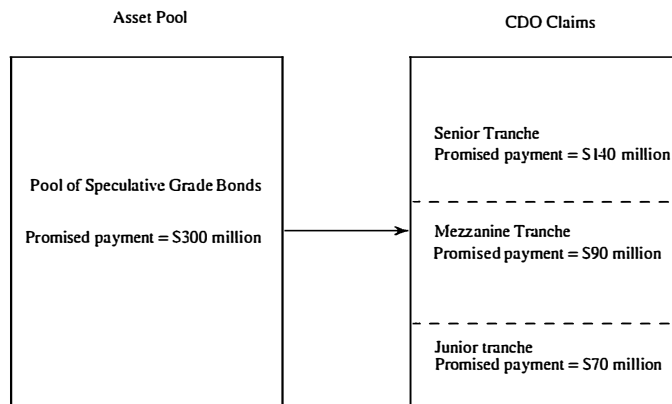 Asset Pool
CDO Claims
Pool of Speculative Grade Bonds
Promised payment = $300 million
Senior Tranche
Promised payment = $140 million
Mezzanine Tranche
Promised payment = $90 million
Junior tranche
Promised payment = $70 million